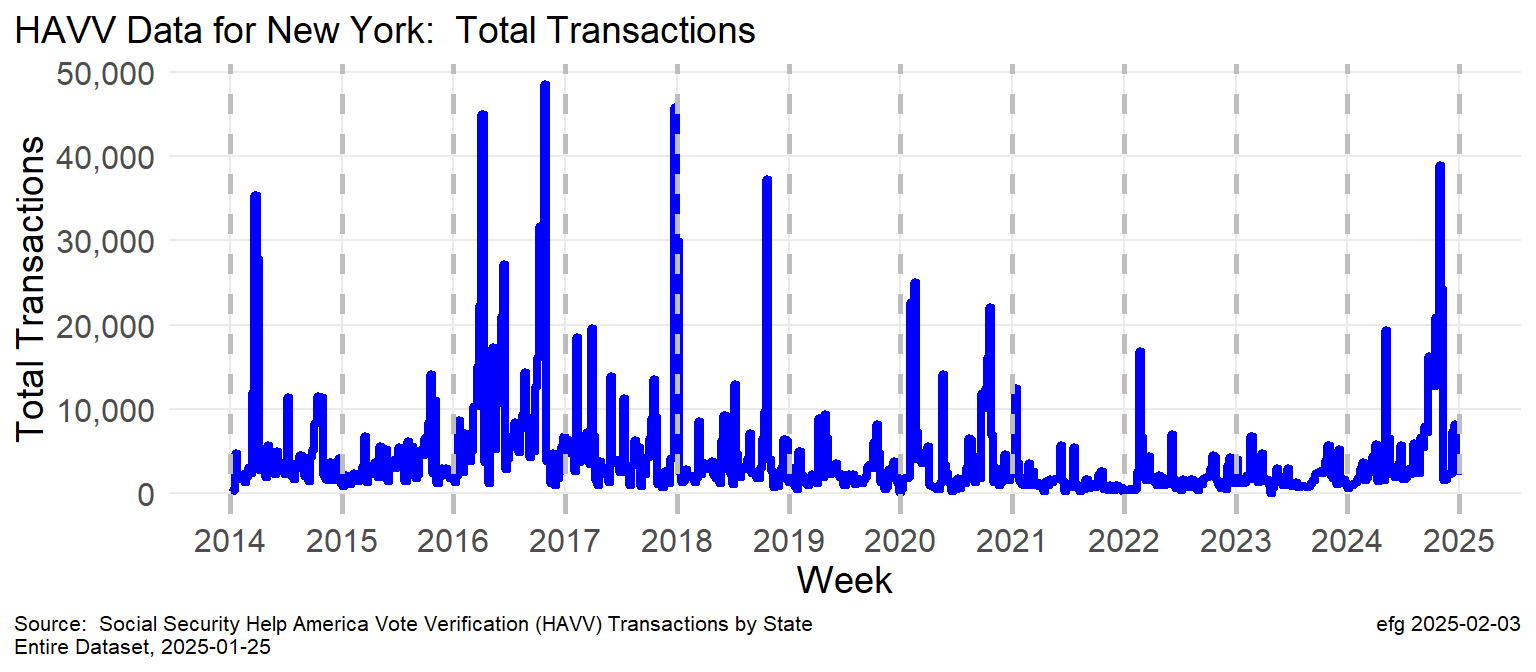 HAVV Data for New York:  Total Transactions
Total Transactions
50,000
40,000
30,000
20,000
10,000
0
2014 2015 2016 2017 2018 2019 2020 2021 2022 2023 2024 2025
Week
Source:  Social Security Help America Vote Verification (HAVV) Transactions by State
Entire Dataset, 2025-01-25
efg 2025-02-03